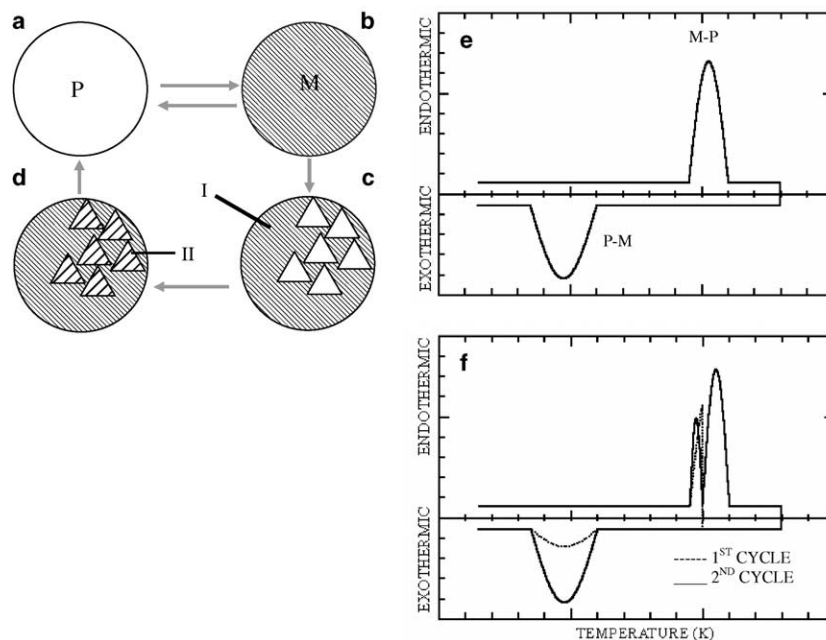 a
b
P
M
d
c
I
II
e
M-P
ENDOTHERMIC
EXOTHERMIC
P-M
f
ENDOTHERMIC
EXOTHERMIC
1ST CYCLE
2ND CYCLE
TEMPERATURE (K)